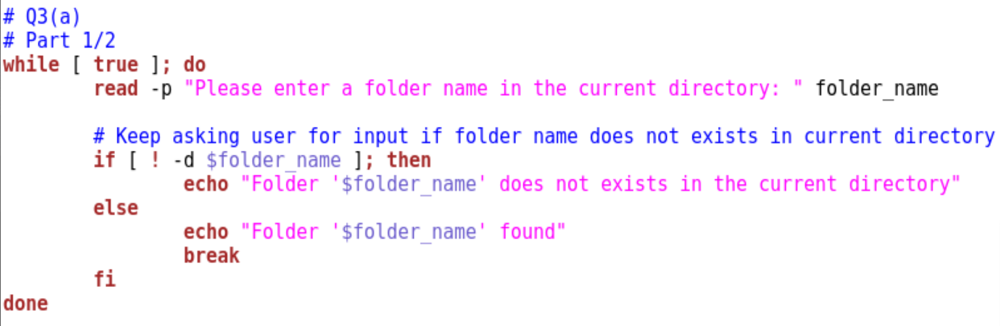 # Q3(a)
# Part 1/2
while [ true ]; do
        read -p "Please enter a folder name in the current directory: " folder_name

        # Keep asking user for input if folder name does not exists in current directory
        if [ ! -d $folder_name ]; then
                echo "Folder '$folder_name' does not exists in the current directory"
        else
                echo "Folder '$folder_name' found"
                break
        fi
done